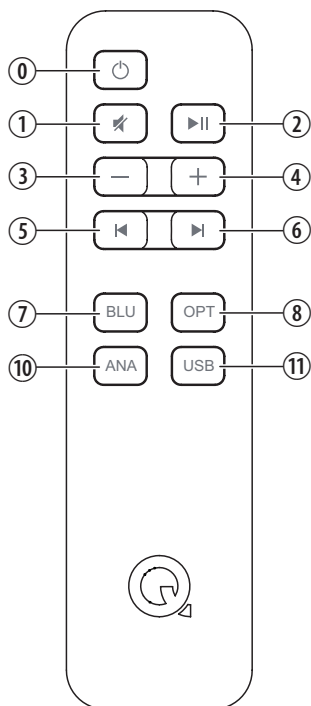 ⓪
① ②
③ ④
⑤ ⑥
⑦ BLU OPT ⑧
⑩ ANA USB ⑪